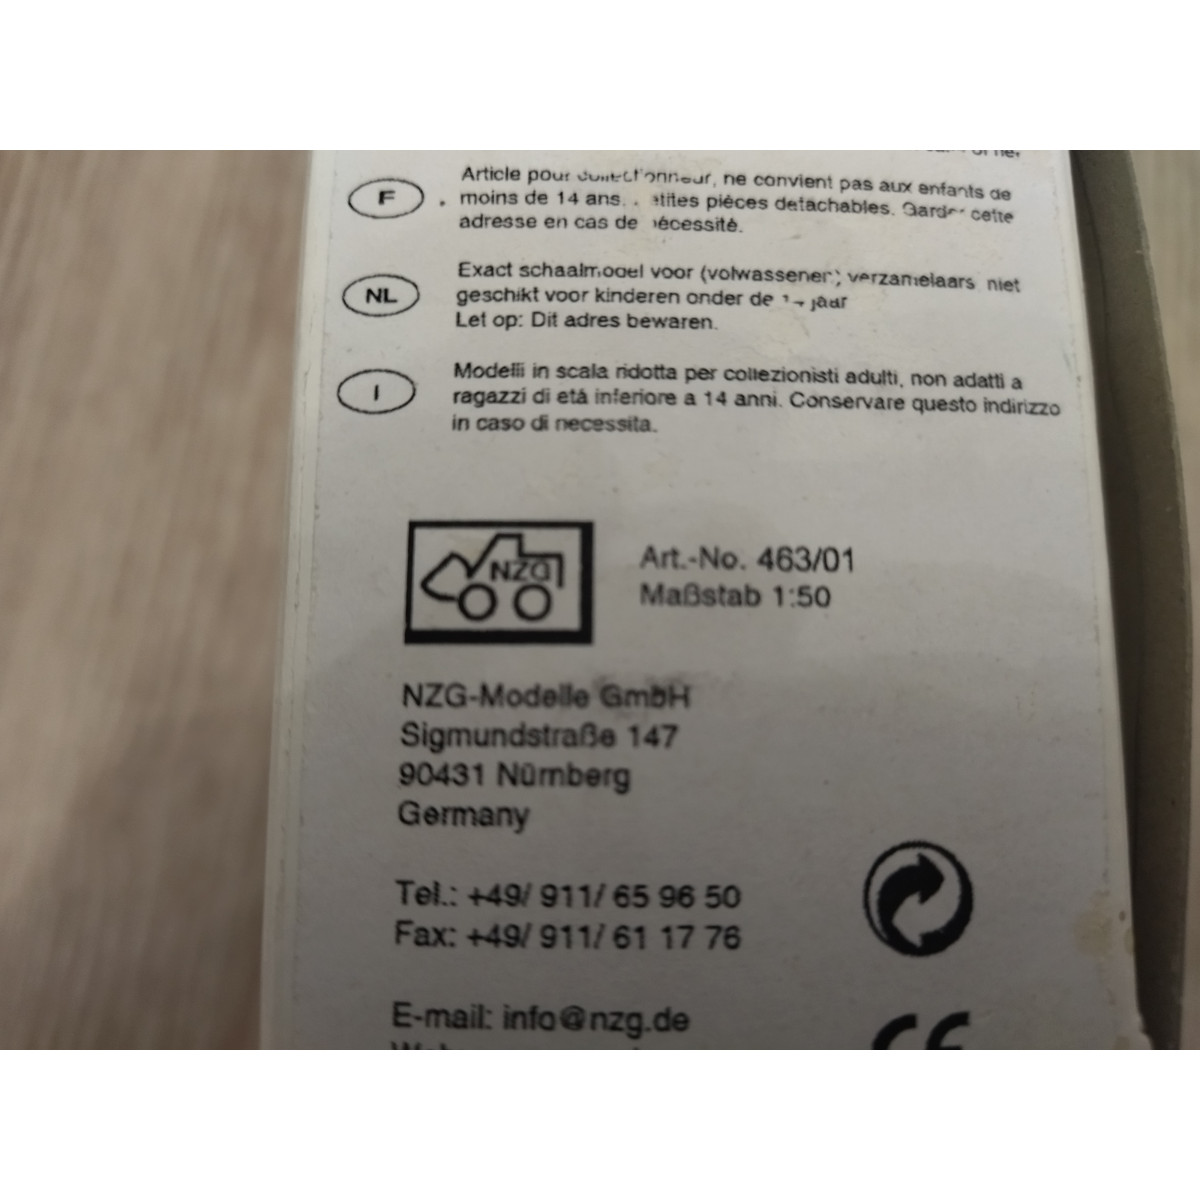 F
Article pour collectionneur, ne convient pas aux enfants de
moins de 14 ans. pièces detachables. Garder cette
adresse en cas de nécessité.
NL
Exact schaalmodel voor (volwassenen) verzamelaars niet
geschikt voor kinderen onder de jaar
Let op: Dit adres bewaren.
I
Modelli in scala ridotta per collezionisti adulti, non adatti a
ragazzi di età inferiore a 14 anni. Conservare questo indirizzo
in caso di necessita.
NZG
Art.-No. 463/01
Maßstab 1:50
NZG-Modelle GmbH
Sigmundstraße 147
90431 Nürnberg
Germany
Tel.: +49/ 911/ 65 96 50
Fax: +49/ 911/ 61 17 76
E-mail: info@nzg.de
CE